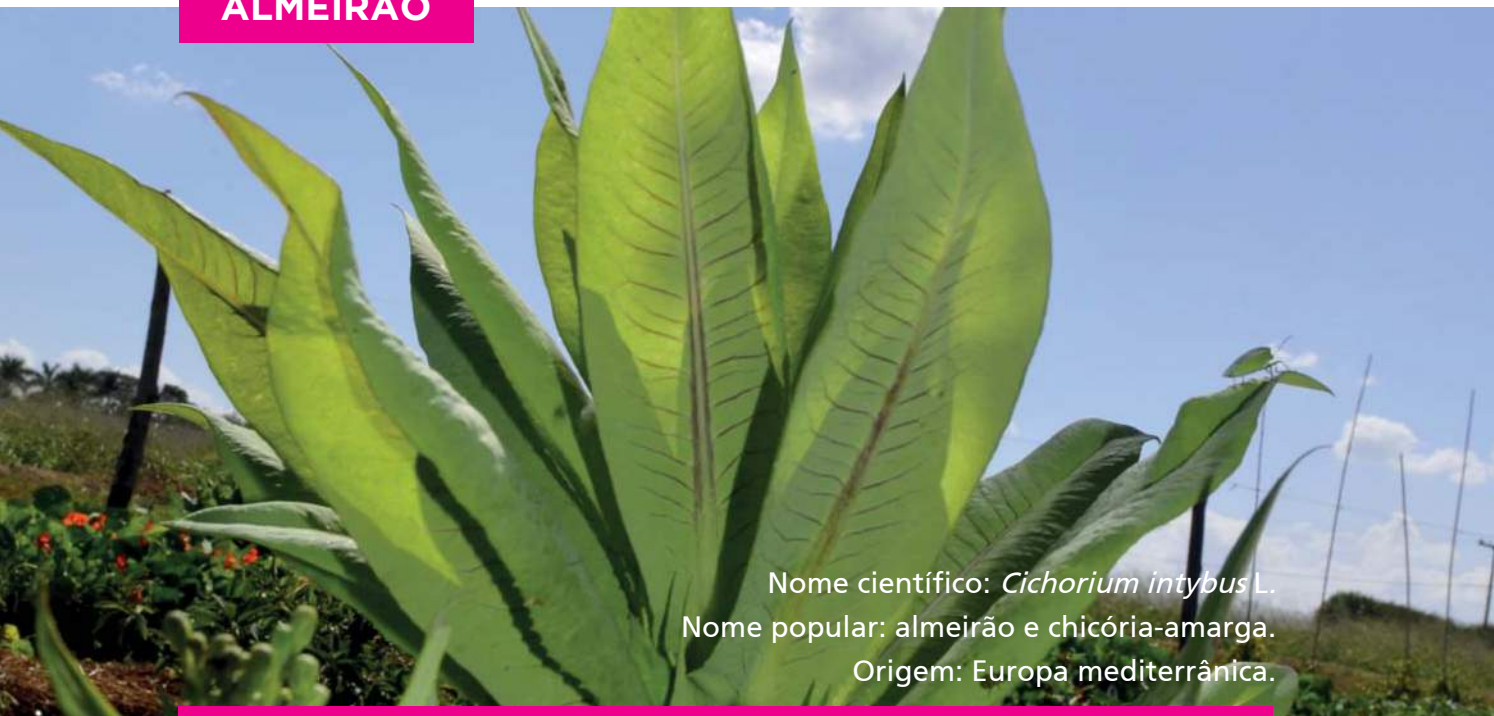 ALMEIRÃO
Nome científico: Cichorium intybus L.
Nome popular: almeirão e chicória-amarga.
Origem: Europa mediterrânica.